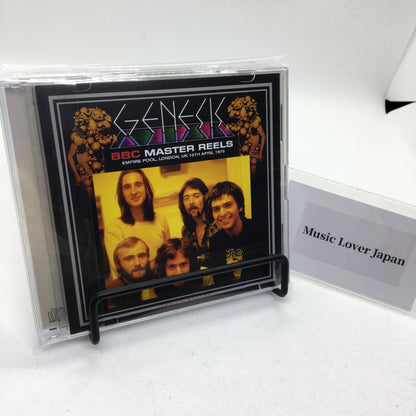 GENESIS
BBC MASTER REELS
EMPIRE POOL, LONDON, UK 15TH APRIL 1975
Music Lover Japan